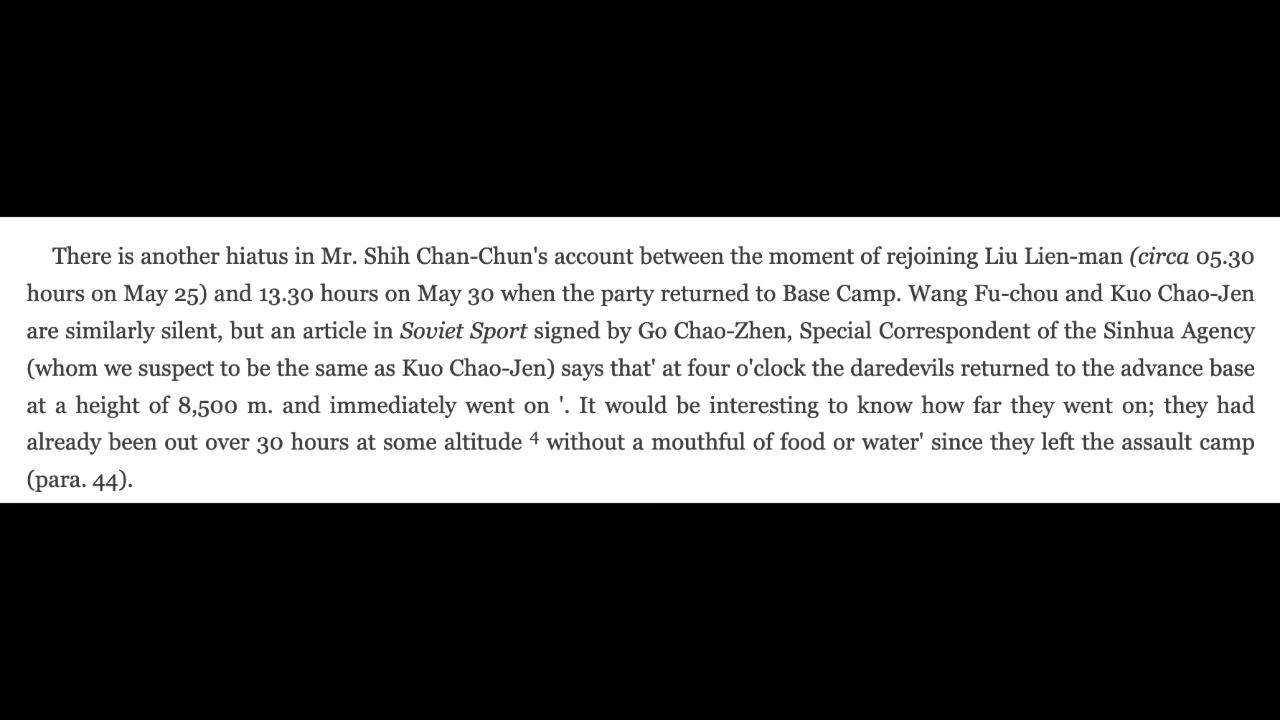 There is another hiatus in Mr. Shih Chan-Chun's account between the moment of rejoining Liu Lien-man (circa 05.30
hours on May 25) and 13.30 hours on May 30 when the party returned to Base Camp. Wang Fu-chou and Kuo Chao-Jen
are similarly silent, but an article in Soviet Sport signed by Go Chao-Zhen, Special Correspondent of the Sinhua Agency
(whom we suspect to be the same as Kuo Chao-Jen) says that' at four o'clock the daredevils returned to the advance base
at a height of 8,500 m. and immediately went on '. It would be interesting to know how far they went on; they had
already been out over 30 hours at some altitude ⁴ without a mouthful of food or water' since they left the assault camp
(para. 44).